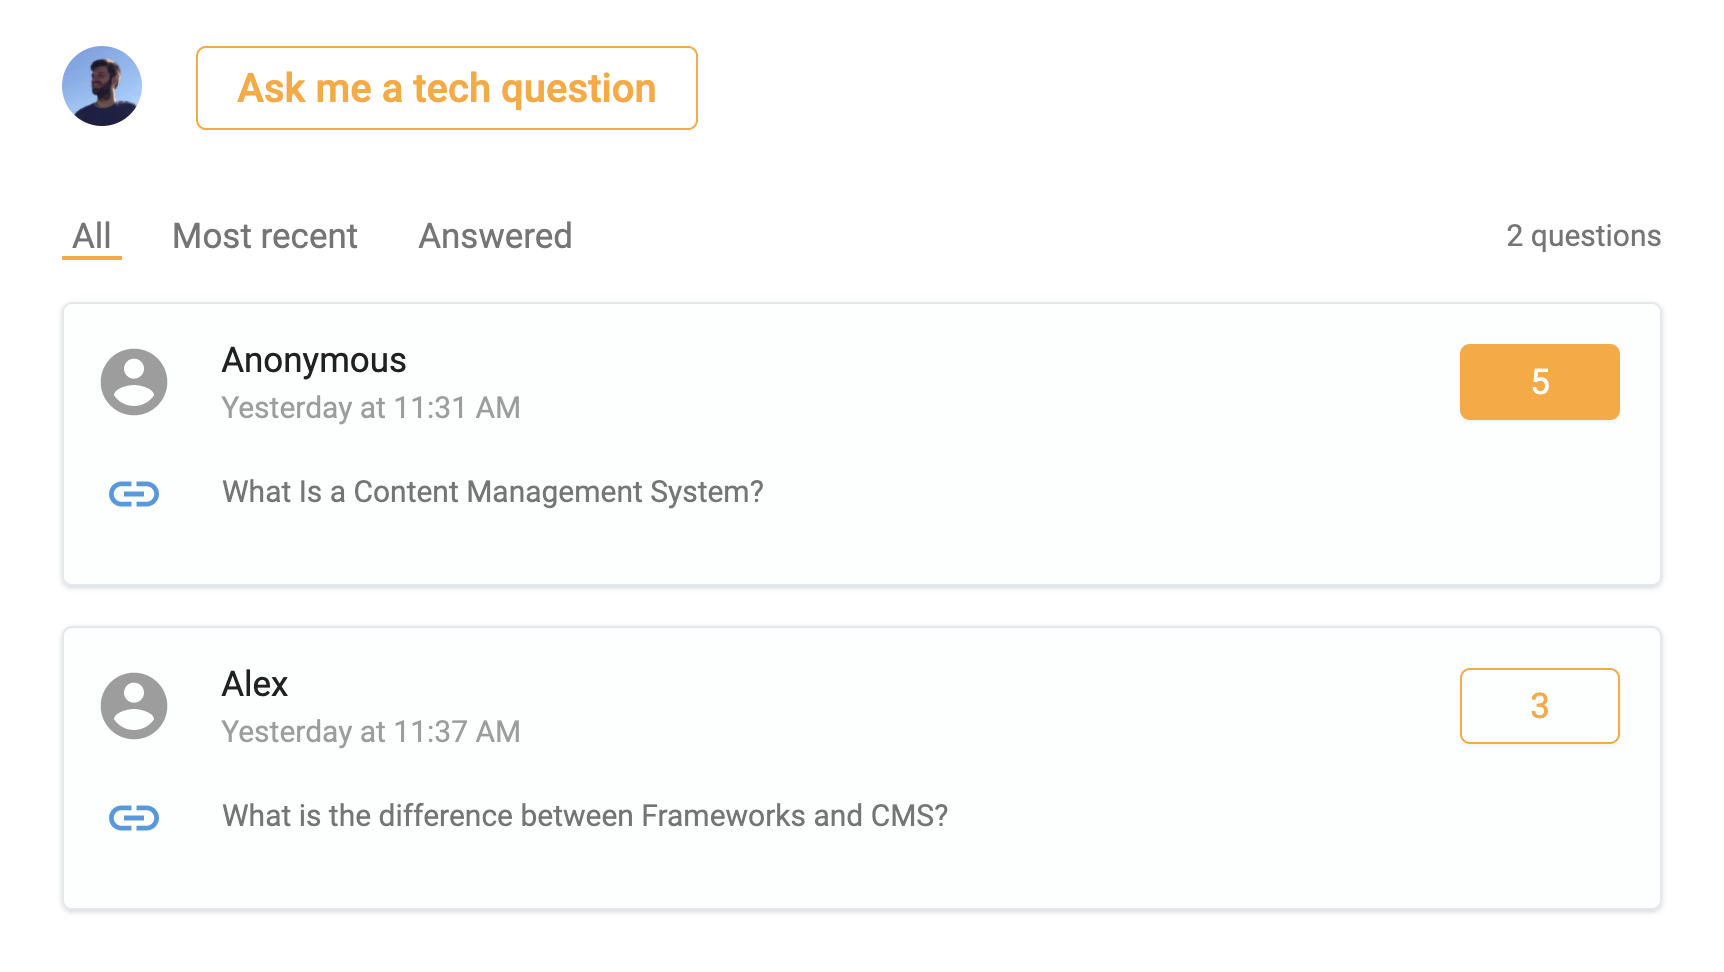 Ask me a tech question
All
Most recent
Answered
2 questions
Anonymous
Yesterday at 11:31 AM
5
What Is a Content Management System?
Alex
Yesterday at 11:37 AM
3
What is the difference between Frameworks and CMS?